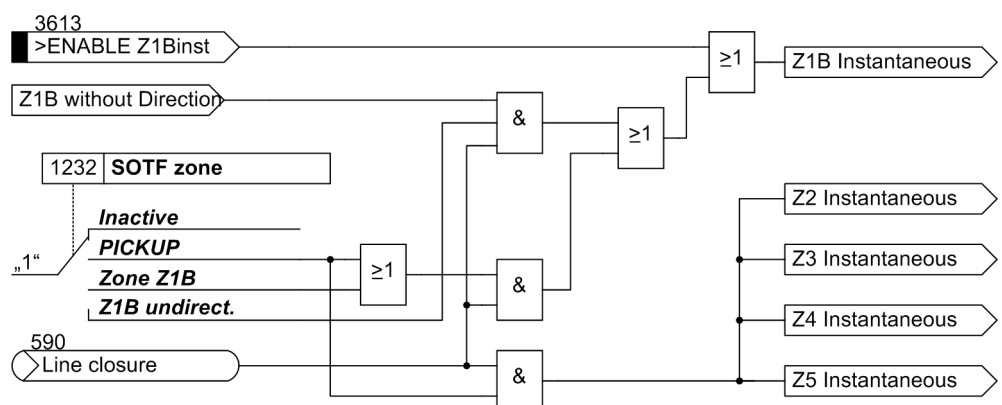 3613
>ENABLE Z1Binst
≥1
Z1B Instantaneous
Z1B without Direction
&
≥1
1232 SOTF zone
Z2 Instantaneous
Inactive
„1“
PICKUP
≥1
Z3 Instantaneous
Zone Z1B
&
Z1B undirect.
Z4 Instantaneous
590
Line closure
&
Z5 Instantaneous